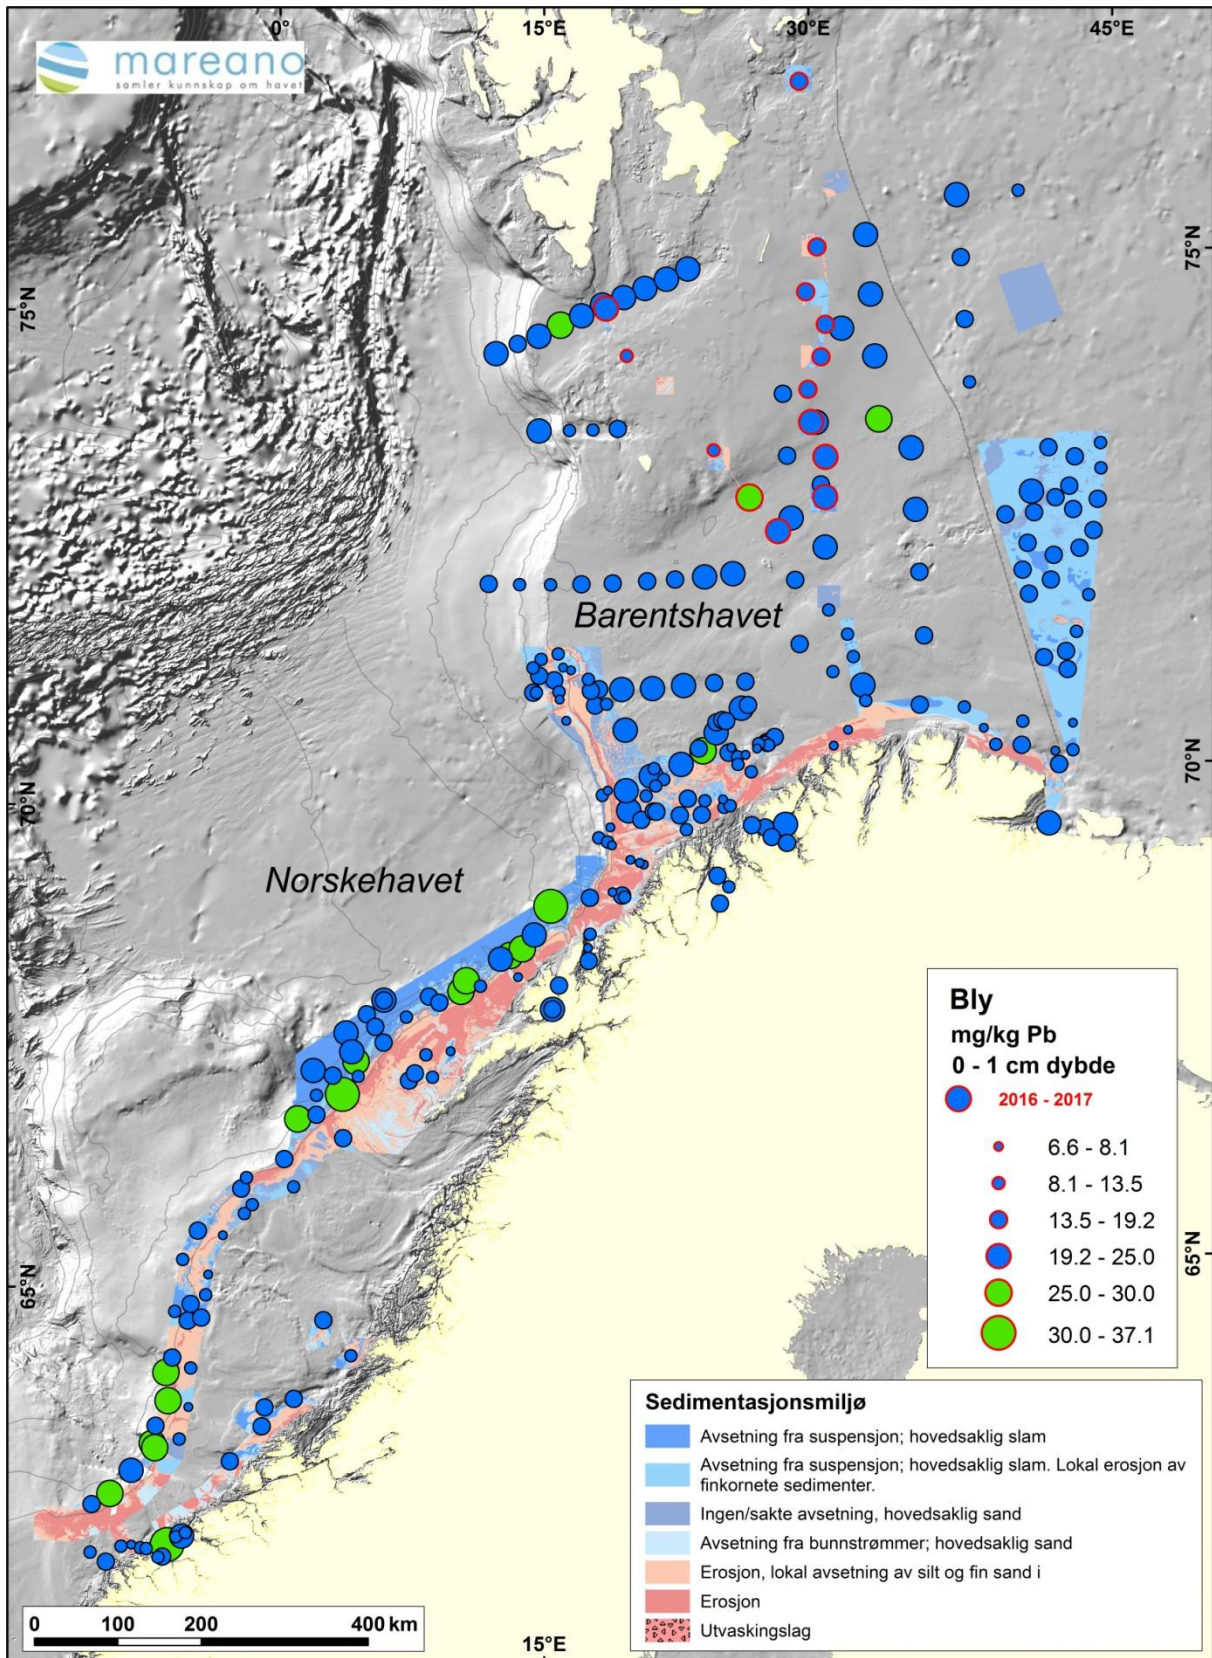 0°
15°E
30°E
45°E
mareano
samler kunnskap om havet
75°N
75°N
Barentshavet
70°N
70°N
Norskehavet
65°N
65°N
Bly
mg/kg Pb
0 - 1 cm dybde
2016 - 2017
6.6 - 8.1
8.1 - 13.5
13.5 - 19.2
19.2 - 25.0
25.0 - 30.0
30.0 - 37.1
Sedimentasjonsmiljø
Avsetning fra suspensjon; hovedsaklig slam
Avsetning fra suspensjon; hovedsaklig slam. Lokal erosjon av
finkornete sedimenter.
Ingen/sakte avsetning, hovedsaklig sand
Avsetning fra bunnstrømmer; hovedsaklig sand
Erosjon, lokal avsetning av silt og fin sand i
Erosjon
Utvaskingslag
0 100 200 400 km
15°E